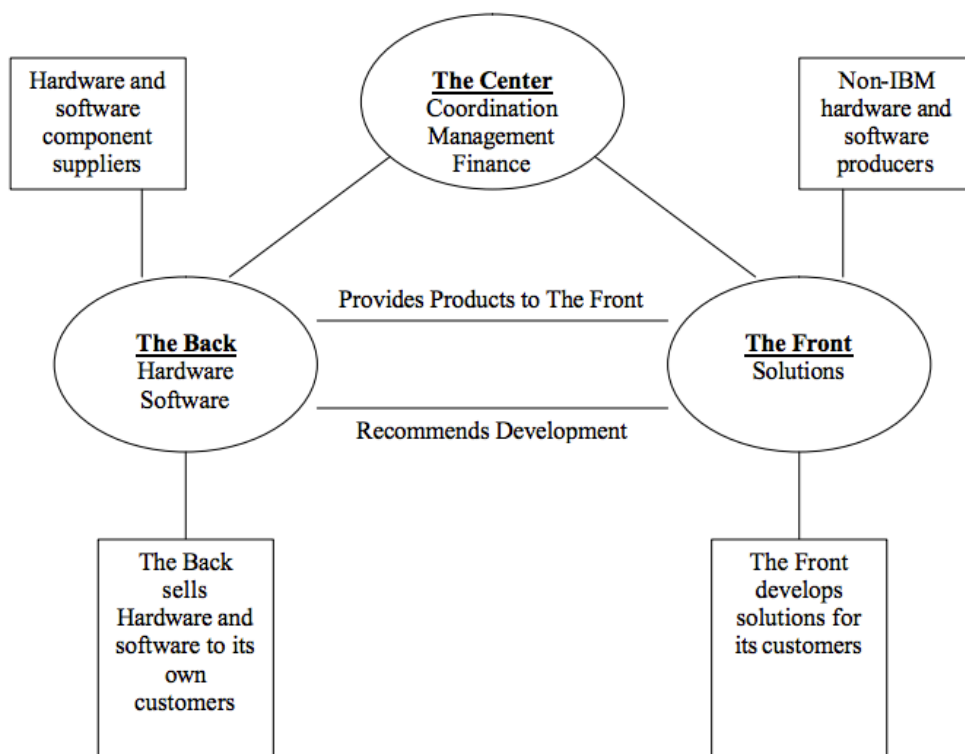 Hardware and
software
component
suppliers
The Center
Coordination
Management
Finance
Non-IBM
hardware and
software
producers
Provides Products to The Front
The Back
Hardware
Software
The Front
Solutions
Recommends Development
The Back
sells
Hardware and
software to its
own
customers
The Front
develops
solutions for
its customers